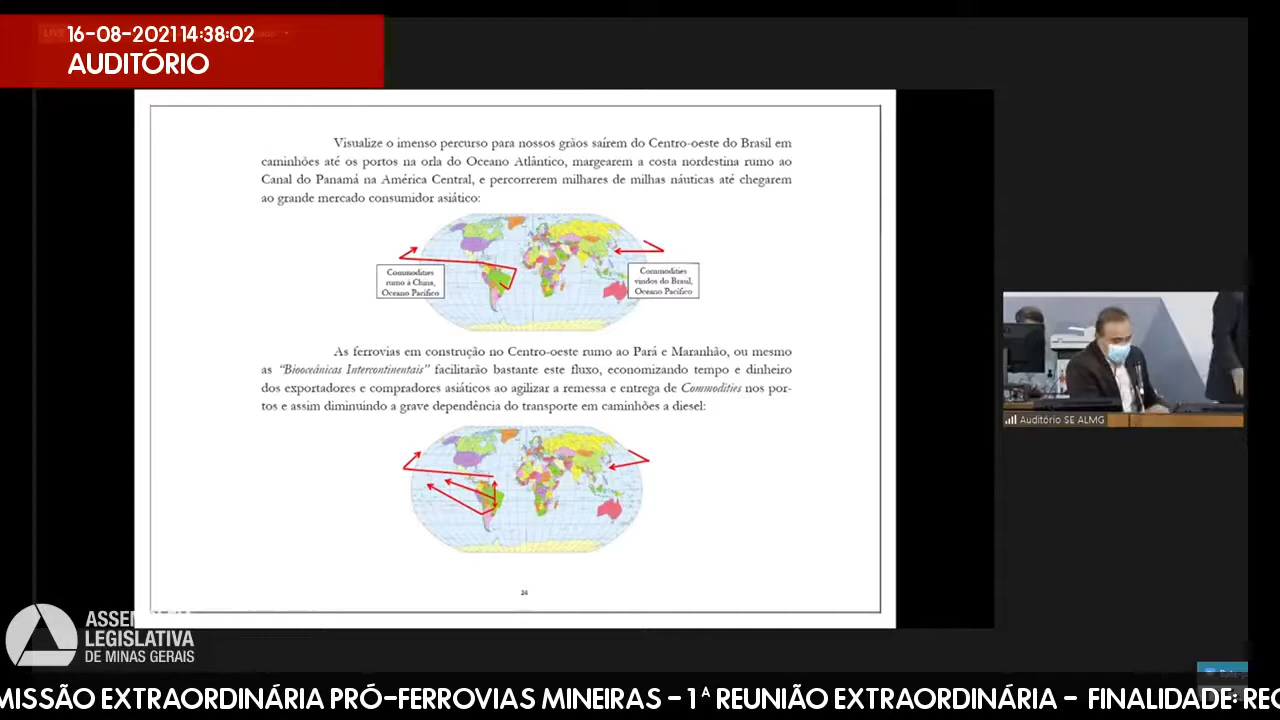 LIVE
16-08-2021 14:38:02
AUDITÓRIO
Visualize o imenso percurso para nossos grãos saírem do Centro-oeste do Brasil em
caminhões até os portos na orla do Oceano Atlântico, margearem a costa nordestina rumo ao
Canal do Panamá na América Central, e percorrerem milhares de milhas náuticas até chegarem
ao grande mercado consumidor asiático:
Commodities
rumo à China,
Oceano Pacífico
Commodities
vindos do Brasil,
Oceano Pacífico
As ferrovias em construção no Centro-oeste rumo ao Pará e Maranhão, ou mesmo
as “Biooceánicas Intercontinentais” facilitarão bastante este fluxo, economizando tempo e dinheiro
dos exportadores e compradores asiáticos ao agilizar a remessa e entrega de Commodities nos por-
tos e assim diminuindo a grave dependência do transporte em caminhões a diesel:
24
Auditório SE ALMG
LEGISLATIVA
DE MINAS GERAIS
MISSÃO EXTRAORDINÁRIA PRÓ-FERROVIAS MINEIRAS - 1ª REUNIÃO EXTRAORDINÁRIA - FINALIDADE: REC